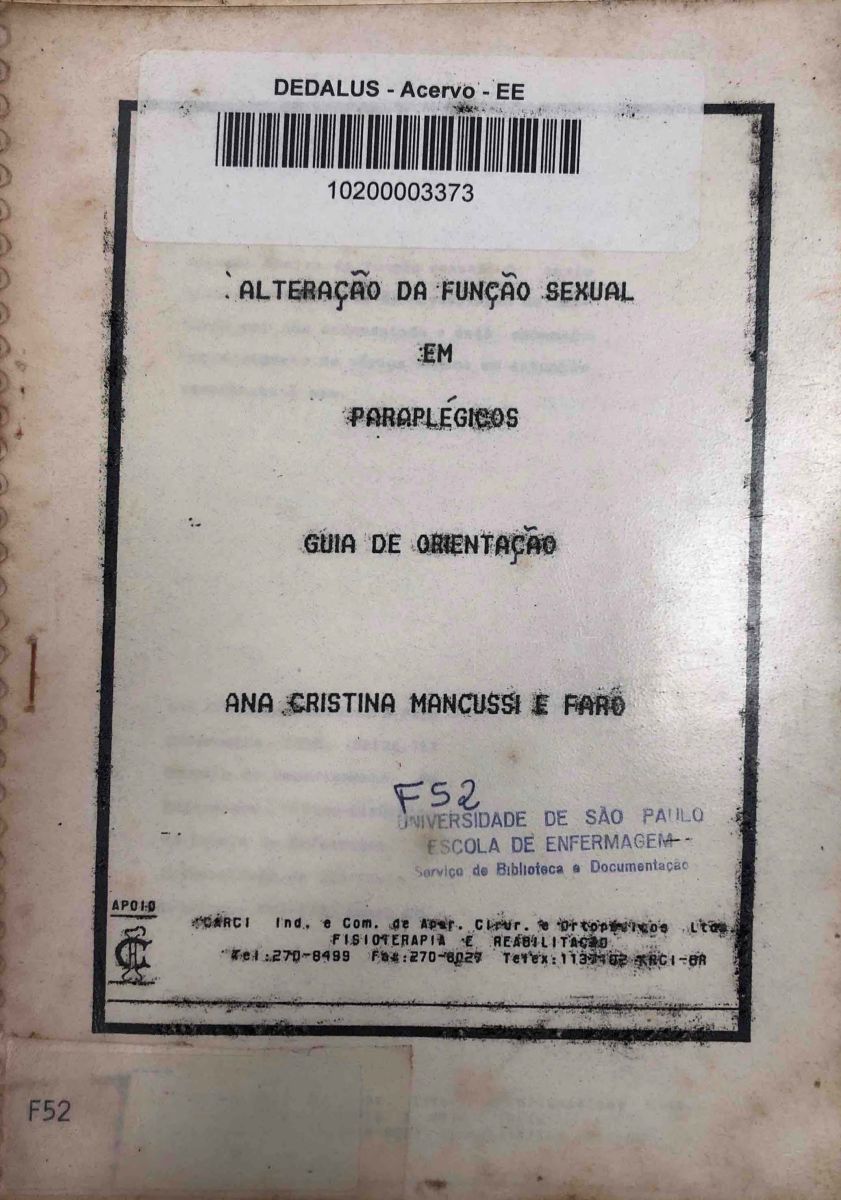 DEDALUS - Acervo - EE
10200003373
ALTERAÇÃO DA FUNÇÃO SEXUAL
EM
PARAPLÉGICOS
GUIA DE ORIENTAÇÃO
ANA CRISTINA MANCUSSI E FARO
F52
UNIVERSIDADE DE SÃO PAULO
ESCOLA DE ENFERMAGEM
Serviço de Biblioteca e Documentação
APOIO
CARCI Ind. e Com. de Apar. Cirur. e Ortopédicos Ltda.
FISIOTERAPIA E REABILITAÇÃO
Tel:270-8499 Fax:270-8027 Telex: KRCI-BR
F52